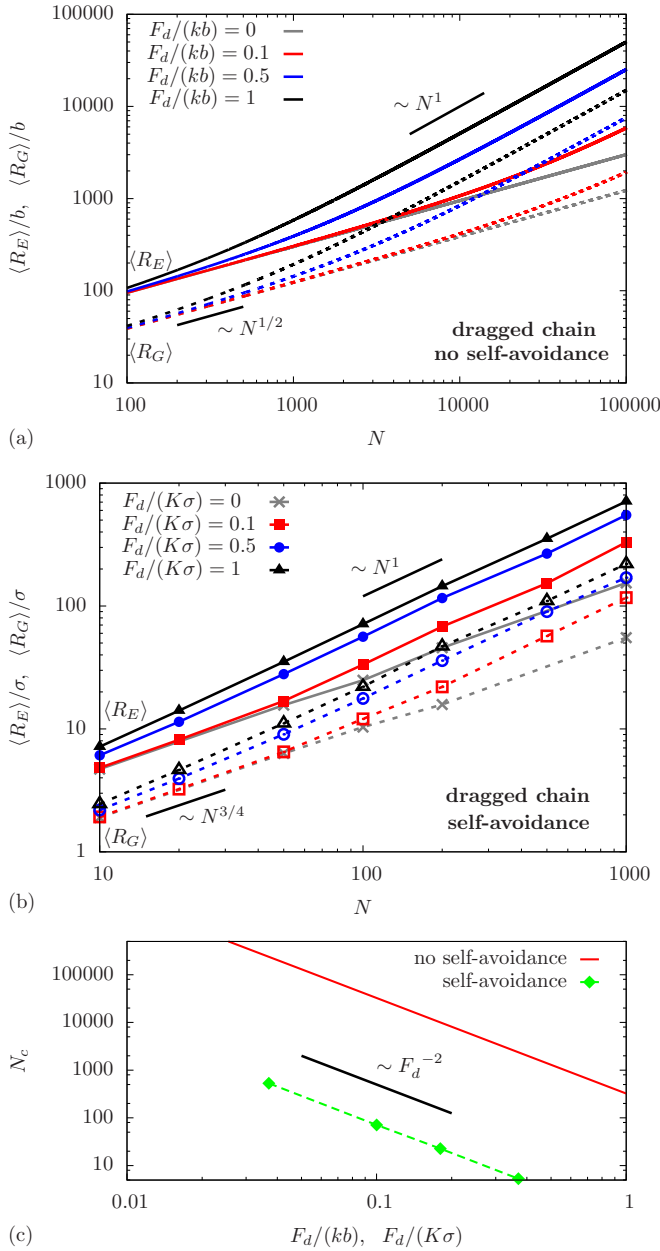 100000
10000
1000
100
10
100
1000
10000
100000
⟨R_E⟩/b, ⟨R_G⟩/b
N
F_d/(kb) = 0
F_d/(kb) = 0.1
F_d/(kb) = 0.5
F_d/(kb) = 1
∼ N^1
⟨R_E⟩
∼ N^{1/2}
⟨R_G⟩
dragged chain
no self-avoidance
(a)
1000
100
10
1
10
100
1000
⟨R_E⟩/σ, ⟨R_G⟩/σ
N
F_d/(Kσ) = 0
F_d/(Kσ) = 0.1
F_d/(Kσ) = 0.5
F_d/(Kσ) = 1
∼ N^1
⟨R_E⟩
∼ N^{3/4}
⟨R_G⟩
dragged chain
self-avoidance
(b)
100000
10000
1000
100
10
0.01
0.1
1
N_c
no self-avoidance
self-avoidance
∼ F_d^{-2}
F_d/(kb), F_d/(Kσ)
(c)